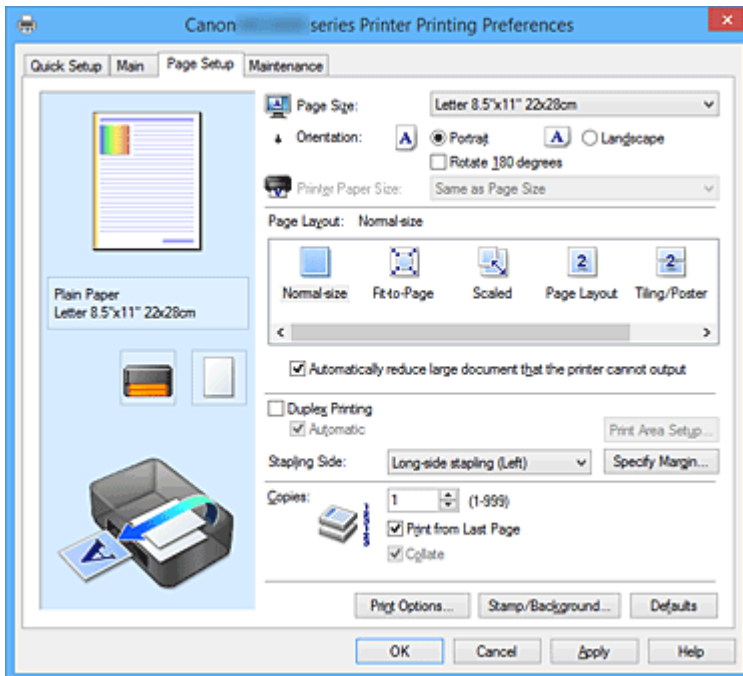 Canon series Printer Printing Preferences
Quick Setup Main Page Setup Maintenance
Page Size: Letter 8.5"x11" 22x28cm
Orientation: A Portrait A Landscape
Rotate 180 degrees
Printer Paper Size: Same as Page Size
Page Layout: Normal-size
2 2
Normal-size Fit-to-Page Scaled Page Layout Tiling/Poster
Plain Paper
Letter 8.5"x11" 22x28cm
Automatically reduce large document that the printer cannot output
Duplex Printing
Automatic
Print Area Setup...
Stapling Side: Long-side stapling (Left) Specify Margin...
Copies: 1 (1-999)
Print from Last Page
Collate
A
Print Options... Stamp/Background... Defaults
OK Cancel Apply Help